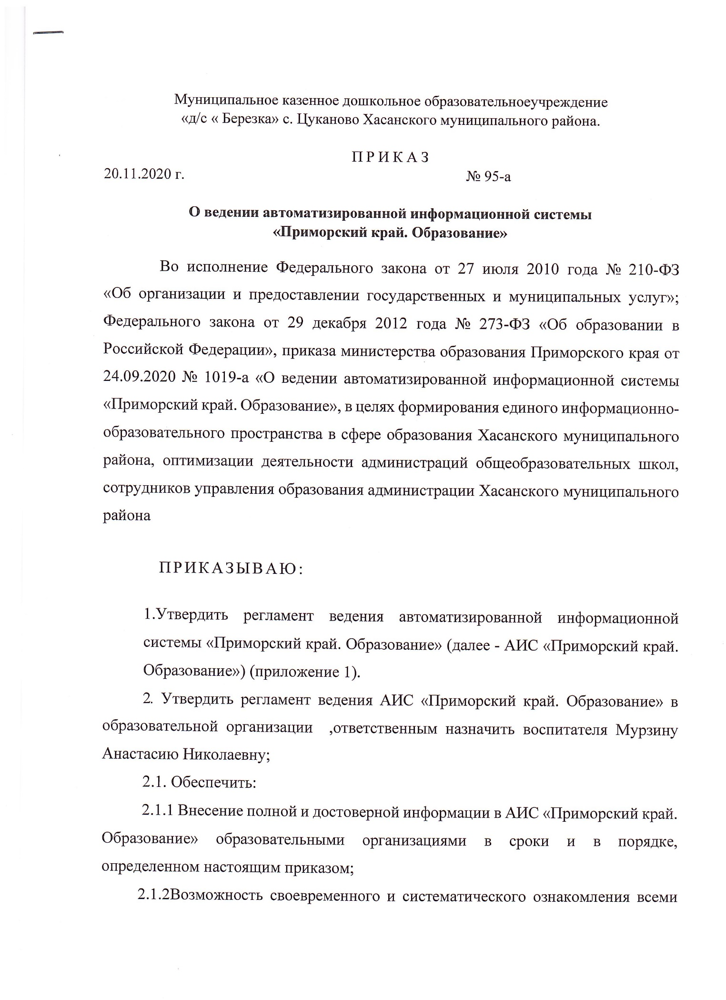 Муниципальное казенное дошкольное образовательноеучреждение
«д/с « Березка» с. Цуканово Хасанского муниципального района.
П Р И К А З
20.11.2020 г. № 95-а
О ведении автоматизированной информационной системы
«Приморский край. Образование»
Во исполнение Федерального закона от 27 июля 2010 года № 210-ФЗ
«Об организации и предоставлении государственных и муниципальных услуг»;
Федерального закона от 29 декабря 2012 года № 273-ФЗ «Об образовании в
Российской Федерации», приказа министерства образования Приморского края от
24.09.2020 № 1019-а «О ведении автоматизированной информационной системы
«Приморский край. Образование», в целях формирования единого информационно-
образовательного пространства в сфере образования Хасанского муниципального
района, оптимизации деятельности администраций общеобразовательных школ,
сотрудников управления образования администрации Хасанского муниципального
района
ПРИКАЗЫВАЮ:
1.Утвердить регламент ведения автоматизированной информационной
системы «Приморский край. Образование» (далее - АИС «Приморский край.
Образование») (приложение 1).
2. Утвердить регламент ведения АИС «Приморский край. Образование» в
образовательной организации ,ответственным назначить воспитателя Мурзину
Анастасию Николаевну;
2.1. Обеспечить:
2.1.1 Внесение полной и достоверной информации в АИС «Приморский край.
Образование» образовательными организациями в сроки и в порядке,
определенном настоящим приказом;
2.1.2Возможность своевременного и систематического ознакомления всеми